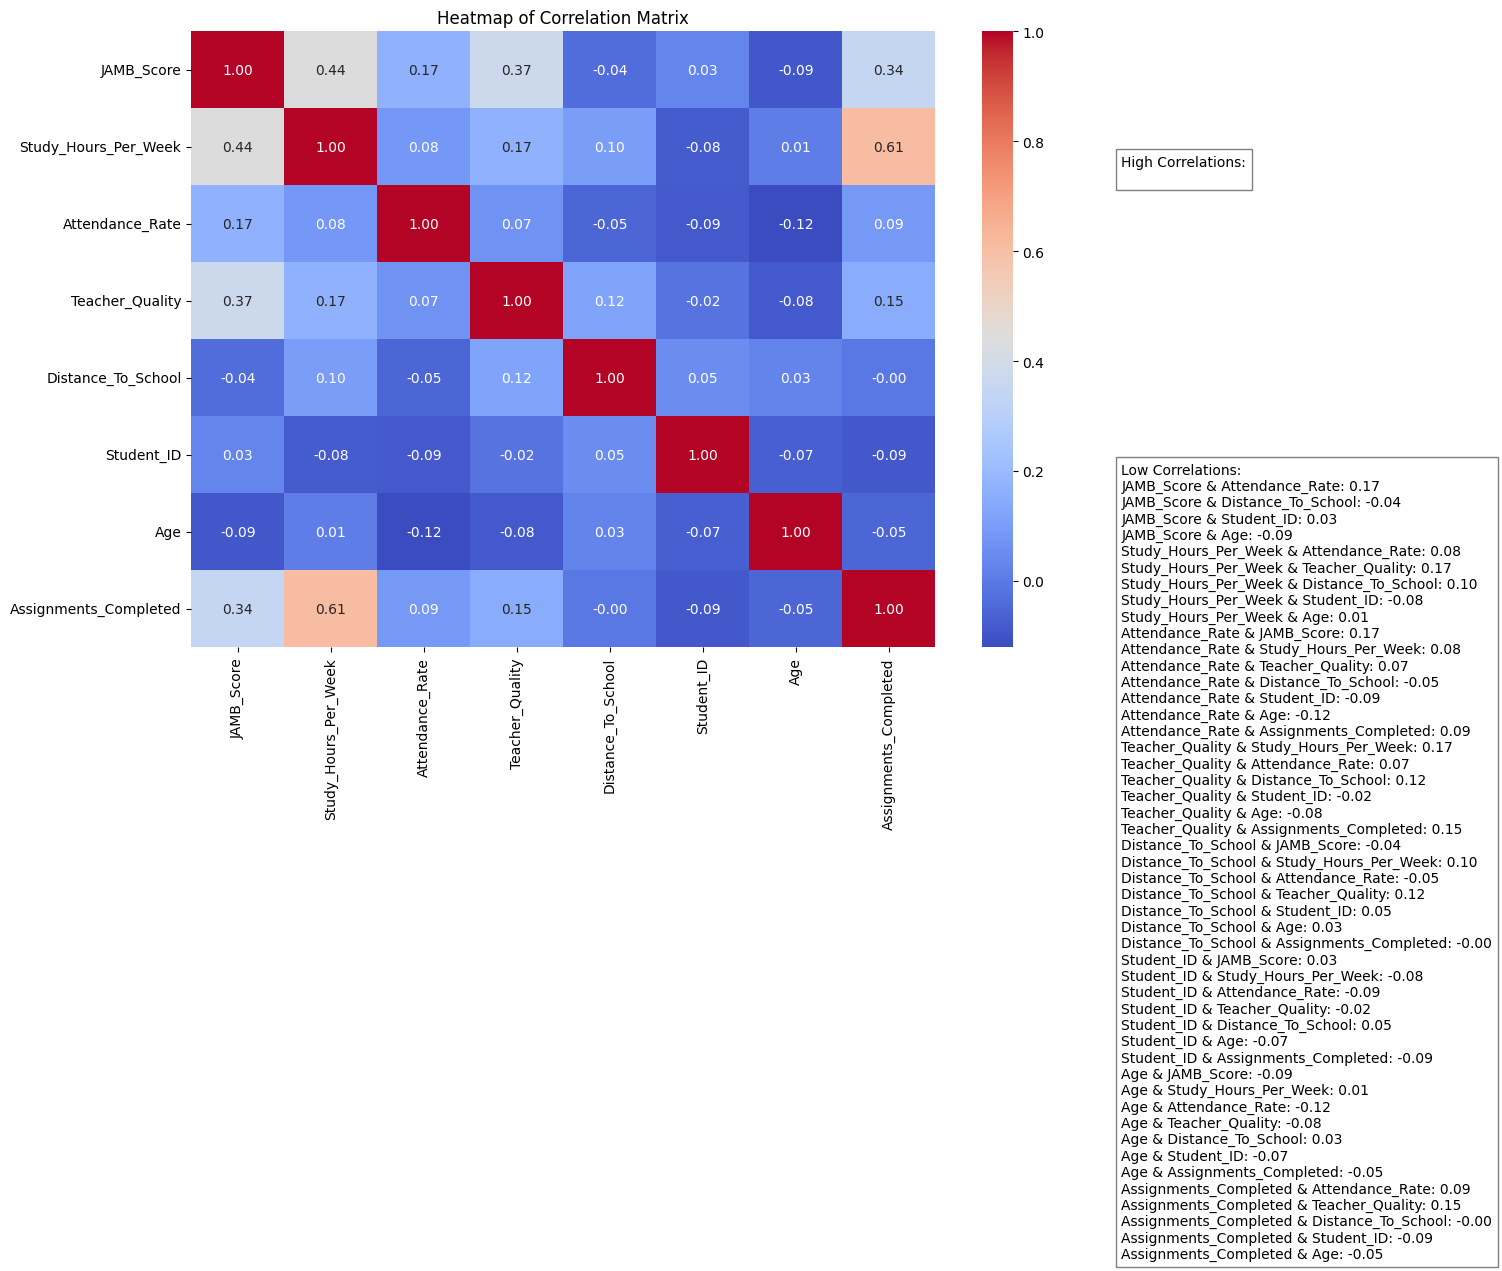 Heatmap of Correlation Matrix
JAMB_Score 1.00 0.44 0.17 0.37 -0.04 0.03 -0.09 0.34
Study_Hours_Per_Week 0.44 1.00 0.08 0.17 0.10 -0.08 0.01 0.61
Attendance_Rate 0.17 0.08 1.00 0.07 -0.05 -0.09 -0.12 0.09
Teacher_Quality 0.37 0.17 0.07 1.00 0.12 -0.02 -0.08 0.15
Distance_To_School -0.04 0.10 -0.05 0.12 1.00 0.05 0.03 -0.00
Student_ID 0.03 -0.08 -0.09 -0.02 0.05 1.00 -0.07 -0.09
Age -0.09 0.01 -0.12 -0.08 0.03 -0.07 1.00 -0.05
Assignments_Completed 0.34 0.61 0.09 0.15 -0.00 -0.09 -0.05 1.00
JAMB_Score
Study_Hours_Per_Week
Attendance_Rate
Teacher_Quality
Distance_To_School
Student_ID
Age
Assignments_Completed
1.0
0.8
0.6
0.4
0.2
0.0
High Correlations:
Low Correlations:
JAMB_Score & Attendance_Rate: 0.17
JAMB_Score & Distance_To_School: -0.04
JAMB_Score & Student_ID: 0.03
JAMB_Score & Age: -0.09
Study_Hours_Per_Week & Attendance_Rate: 0.08
Study_Hours_Per_Week & Teacher_Quality: 0.17
Study_Hours_Per_Week & Distance_To_School: 0.10
Study_Hours_Per_Week & Student_ID: -0.08
Study_Hours_Per_Week & Age: 0.01
Attendance_Rate & JAMB_Score: 0.17
Attendance_Rate & Study_Hours_Per_Week: 0.08
Attendance_Rate & Teacher_Quality: 0.07
Attendance_Rate & Distance_To_School: -0.05
Attendance_Rate & Student_ID: -0.09
Attendance_Rate & Age: -0.12
Attendance_Rate & Assignments_Completed: 0.09
Teacher_Quality & Study_Hours_Per_Week: 0.17
Teacher_Quality & Attendance_Rate: 0.07
Teacher_Quality & Distance_To_School: 0.12
Teacher_Quality & Student_ID: -0.02
Teacher_Quality & Age: -0.08
Teacher_Quality & Assignments_Completed: 0.15
Distance_To_School & JAMB_Score: -0.04
Distance_To_School & Study_Hours_Per_Week: 0.10
Distance_To_School & Attendance_Rate: -0.05
Distance_To_School & Teacher_Quality: 0.12
Distance_To_School & Student_ID: 0.05
Distance_To_School & Age: 0.03
Distance_To_School & Assignments_Completed: -0.00
Student_ID & JAMB_Score: 0.03
Student_ID & Study_Hours_Per_Week: -0.08
Student_ID & Attendance_Rate: -0.09
Student_ID & Teacher_Quality: -0.02
Student_ID & Distance_To_School: 0.05
Student_ID & Age: -0.07
Student_ID & Assignments_Completed: -0.09
Age & JAMB_Score: -0.09
Age & Study_Hours_Per_Week: 0.01
Age & Attendance_Rate: -0.12
Age & Teacher_Quality: -0.08
Age & Distance_To_School: 0.03
Age & Student_ID: -0.07
Age & Assignments_Completed: -0.05
Assignments_Completed & Attendance_Rate: 0.09
Assignments_Completed & Teacher_Quality: 0.15
Assignments_Completed & Distance_To_School: -0.00
Assignments_Completed & Student_ID: -0.09
Assignments_Completed & Age: -0.05